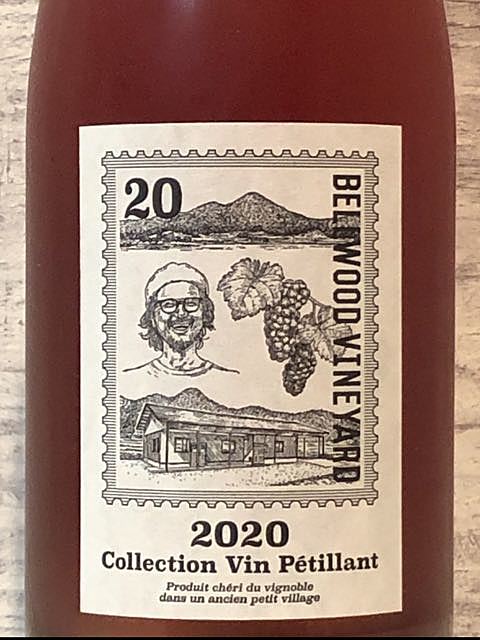 20
BELLWOOD VINEYARD
2020
Collection Vin Pétillant
Produit chéri du vignoble
dans un ancien petit village